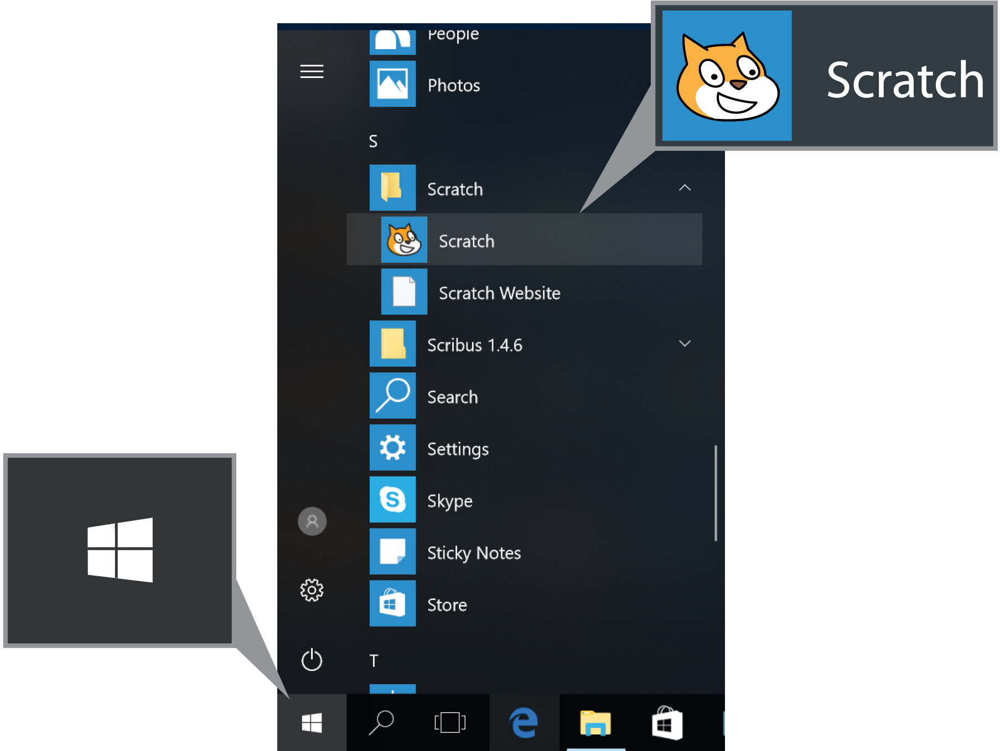 People
Photos
Scratch
S
Scratch
Scratch
Scratch Website
Scribus 1.4.6
Search
Settings
Skype
Sticky Notes
Store
T